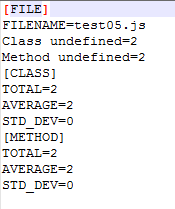 [FILE]
FILENAME=test05.js
Class undefined=2
Method undefined=2
[CLASS]
TOTAL=2
AVERAGE=2
STD_DEV=0
[METHOD]
TOTAL=2
AVERAGE=2
STD_DEV=0